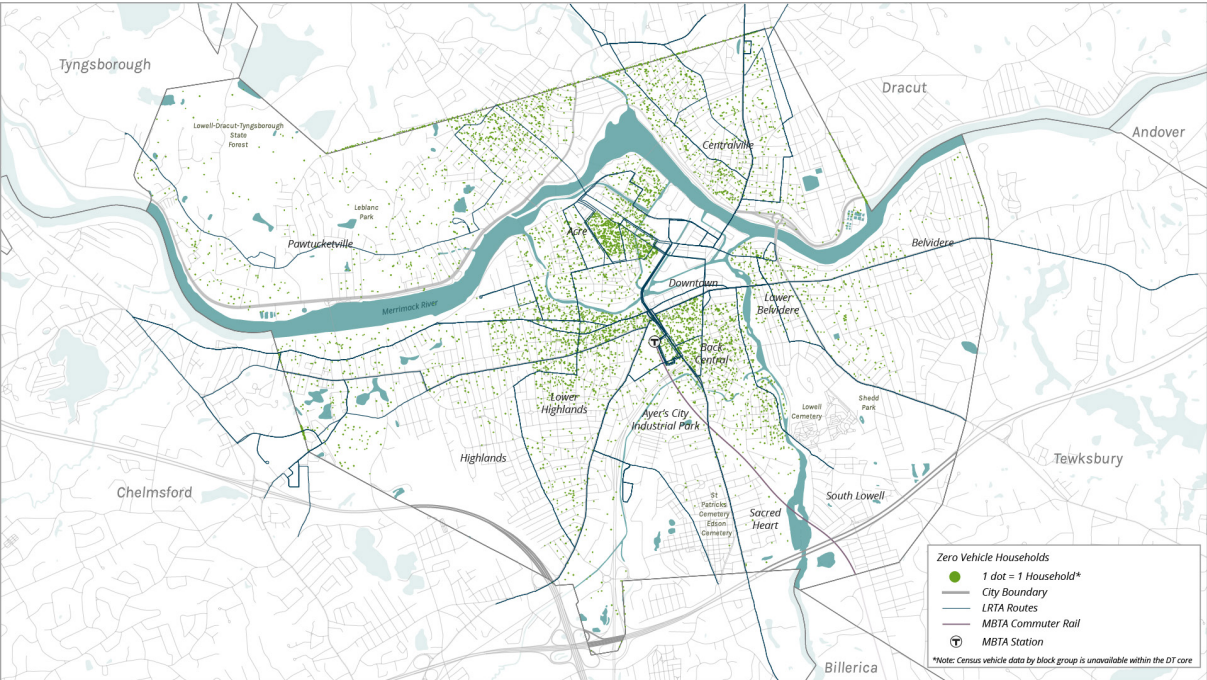 Tyngsborough
Dracut
Andover
Lowell-Dracut-Tyngsborough
State
Forest
Centralville
Leblanc
Park
Pawtucketville
Acre
Belvidere
Downtown
Merrimack River
Lower
Belvidere
Back
Central
Lower
Highlands
Ayer's City
Industrial Park
Lowell
Cemetery
Shedd
Park
Highlands
Tewksbury
Chelmsford
South Lowell
St
Patricks
Cemetery
Edson
Cemetery
Sacred
Heart
Billerica
Zero Vehicle Households
1 dot = 1 Household*
City Boundary
LRTA Routes
MBTA Commuter Rail
T MBTA Station
*Note: Census vehicle data by block group is unavailable within the DT core
T